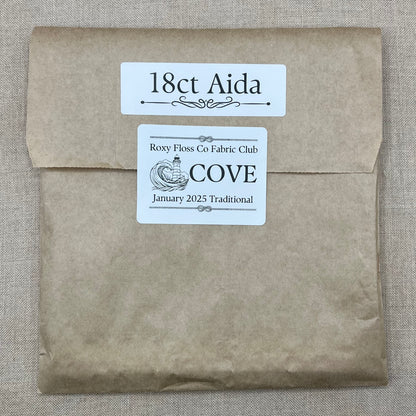 18ct Aida
Roxy Floss Co Fabric Club
COVE
January 2025 Traditional